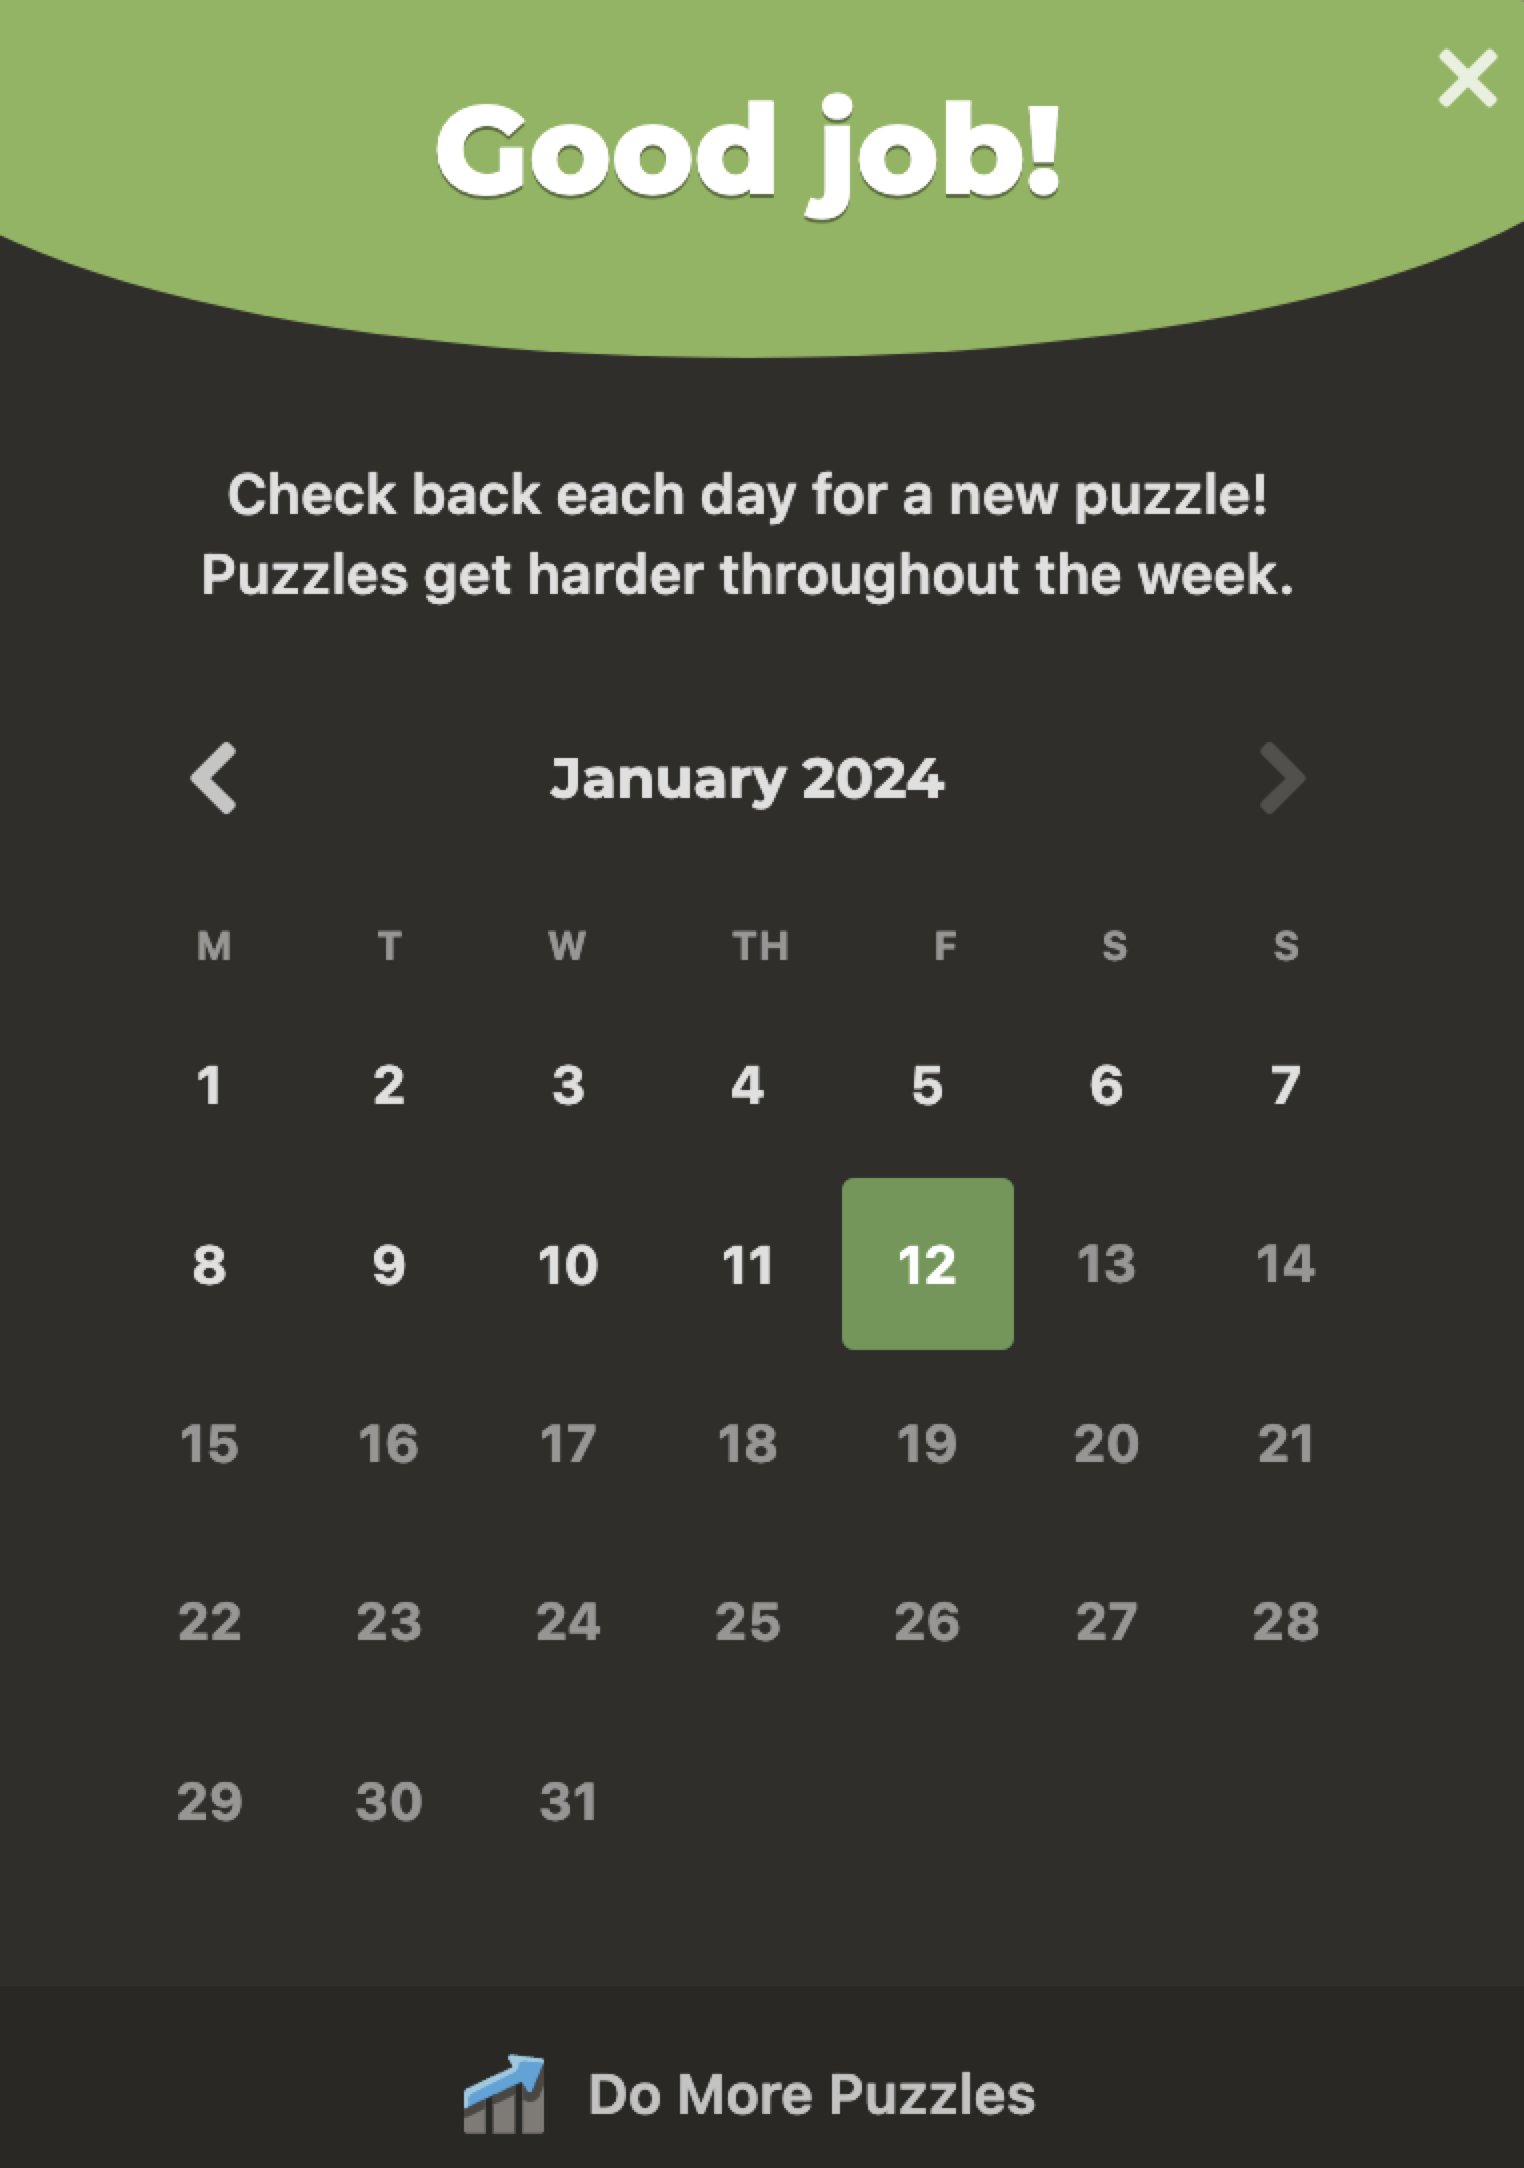 Good job!
Check back each day for a new puzzle!
Puzzles get harder throughout the week.
January 2024
M T W TH F S S
1 2 3 4 5 6 7
8 9 10 11 12 13 14
15 16 17 18 19 20 21
22 23 24 25 26 27 28
29 30 31
Do More Puzzles